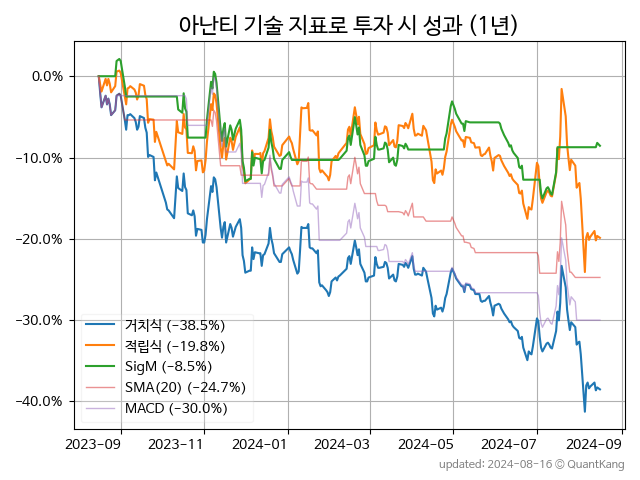 아난티 기술 지표로 투자 시 성과 (1년)
0.0%
−10.0%
−20.0%
−30.0%
−40.0%
거치식 (−38.5%)
적립식 (−19.8%)
SigM (−8.5%)
SMA(20) (−24.7%)
MACD (−30.0%)
2023−09 2023−11 2024−01 2024−03 2024−05 2024−07 2024−09
updated: 2024-08-16 © QuantKang